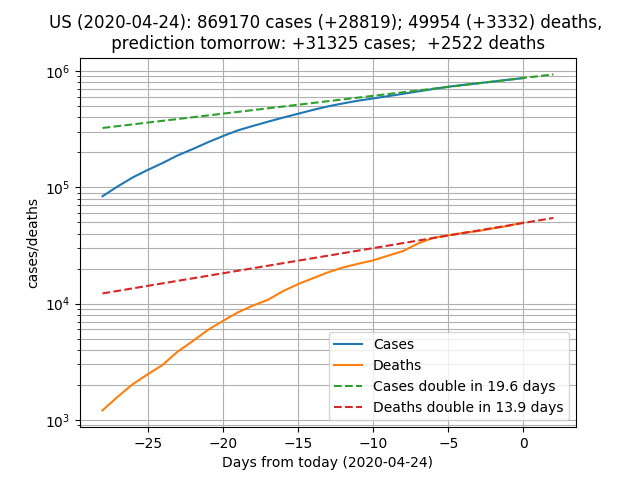 US (2020-04-24): 869170 cases (+28819); 49954 (+3332) deaths,
prediction tomorrow: +31325 cases;  +2522 deaths
10^6
10^5
10^4
10^3
cases/deaths
Cases
Deaths
Cases double in 19.6 days
Deaths double in 13.9 days
−25 −20 −15 −10 −5 0
Days from today (2020-04-24)